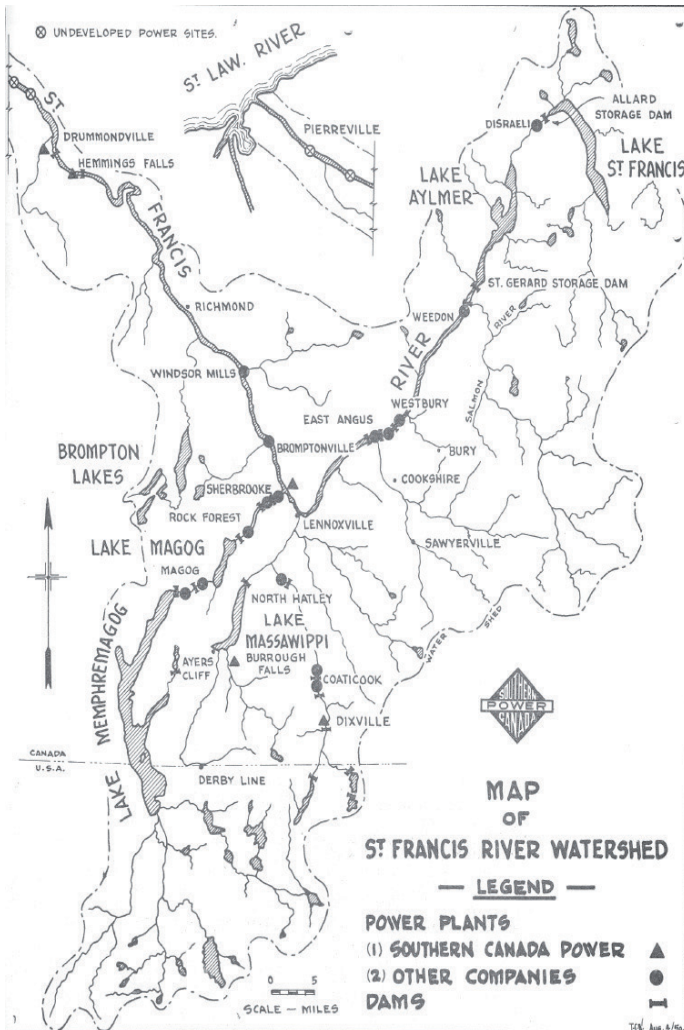 ⊗ UNDEVELOPED POWER SITES.
ST LAW. RIVER
PIERREVILLE
ST
FRANCIS
RIVER
DRUMMONDVILLE
HEMMINGS FALLS
ALLARD
STORAGE DAM
DISRAELI
LAKE
ST FRANCIS
LAKE
AYLMER
ST. GERARD STORAGE DAM
WEEDON
RIVER
SALMON
RICHMOND
WINDSOR MILLS
WESTBURY
EAST ANGUS
BROMPTONVILLE
BURY
COOKSHIRE
BROMPTON
LAKES
SHERBROOKE
ROCK FOREST
LENNOXVILLE
SAWYERVILLE
LAKE MAGOG
MAGOG
NORTH HATLEY
LAKE
MASSAWIPPI
WATER SHED
BURROUGH
FALLS
AYERS
CLIFF
COATICOOK
DIXVILLE
LAKE MEMPHREMAGOG
CANADA
U.S.A.
DERBY LINE
SOUTHERN
POWER
CANADA
MAP
OF
ST FRANCIS RIVER WATERSHED
— LEGEND —
POWER PLANTS
(1) SOUTHERN CANADA POWER ▲
(2) OTHER COMPANIES ●
DAMS
0 5
SCALE – MILES